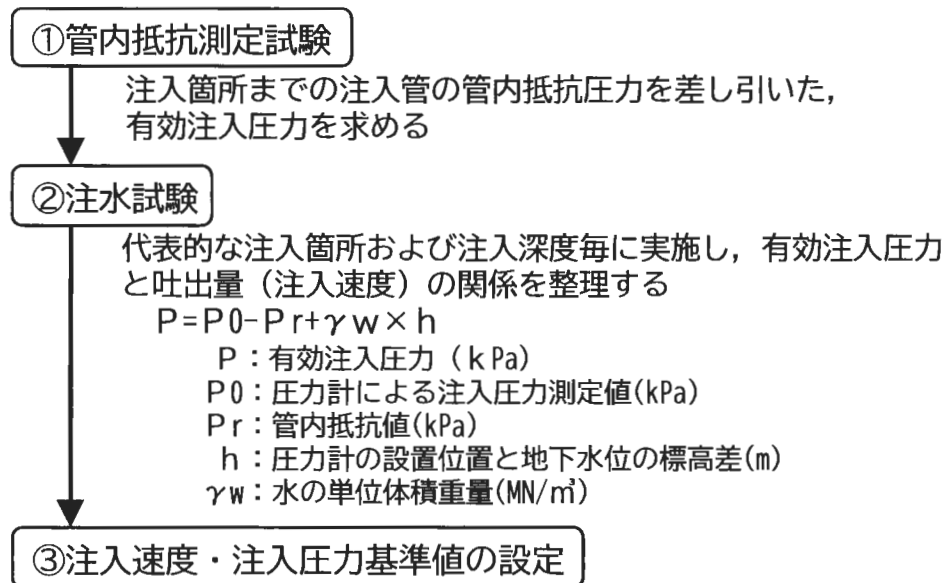 ①管内抵抗測定試験
注入箇所までの注入管の管内抵抗圧力を差し引いた，
有効注入圧力を求める
②注水試験
代表的な注入箇所および注入深度毎に実施し，有効注入圧力
と吐出量（注入速度）の関係を整理する
P=P0-Pr+γw×h
P：有効注入圧力（kPa）
P0：圧力計による注入圧力測定値(kPa)
Pr：管内抵抗値(kPa)
h：圧力計の設置位置と地下水位の標高差(m)
γw：水の単位体積重量(MN/㎥)
③注入速度・注入圧力基準値の設定